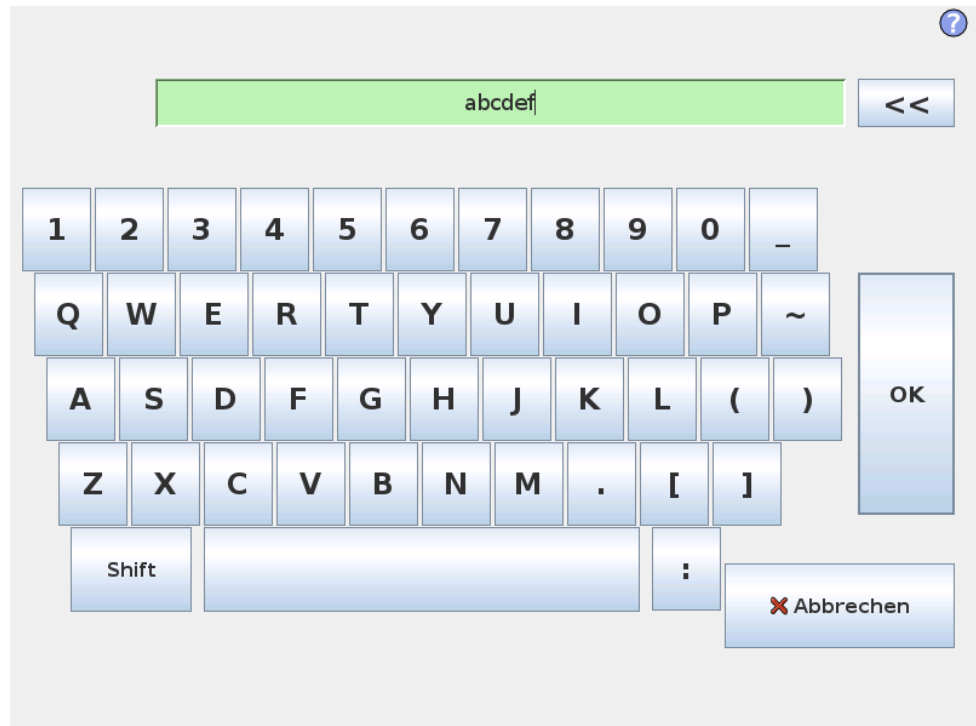 ?
abcdef <<
1 2 3 4 5 6 7 8 9 0 _
Q W E R T Y U I O P ~
A S D F G H J K L ( ) OK
Z X C V B N M . [ ]
Shift :
Abbrechen